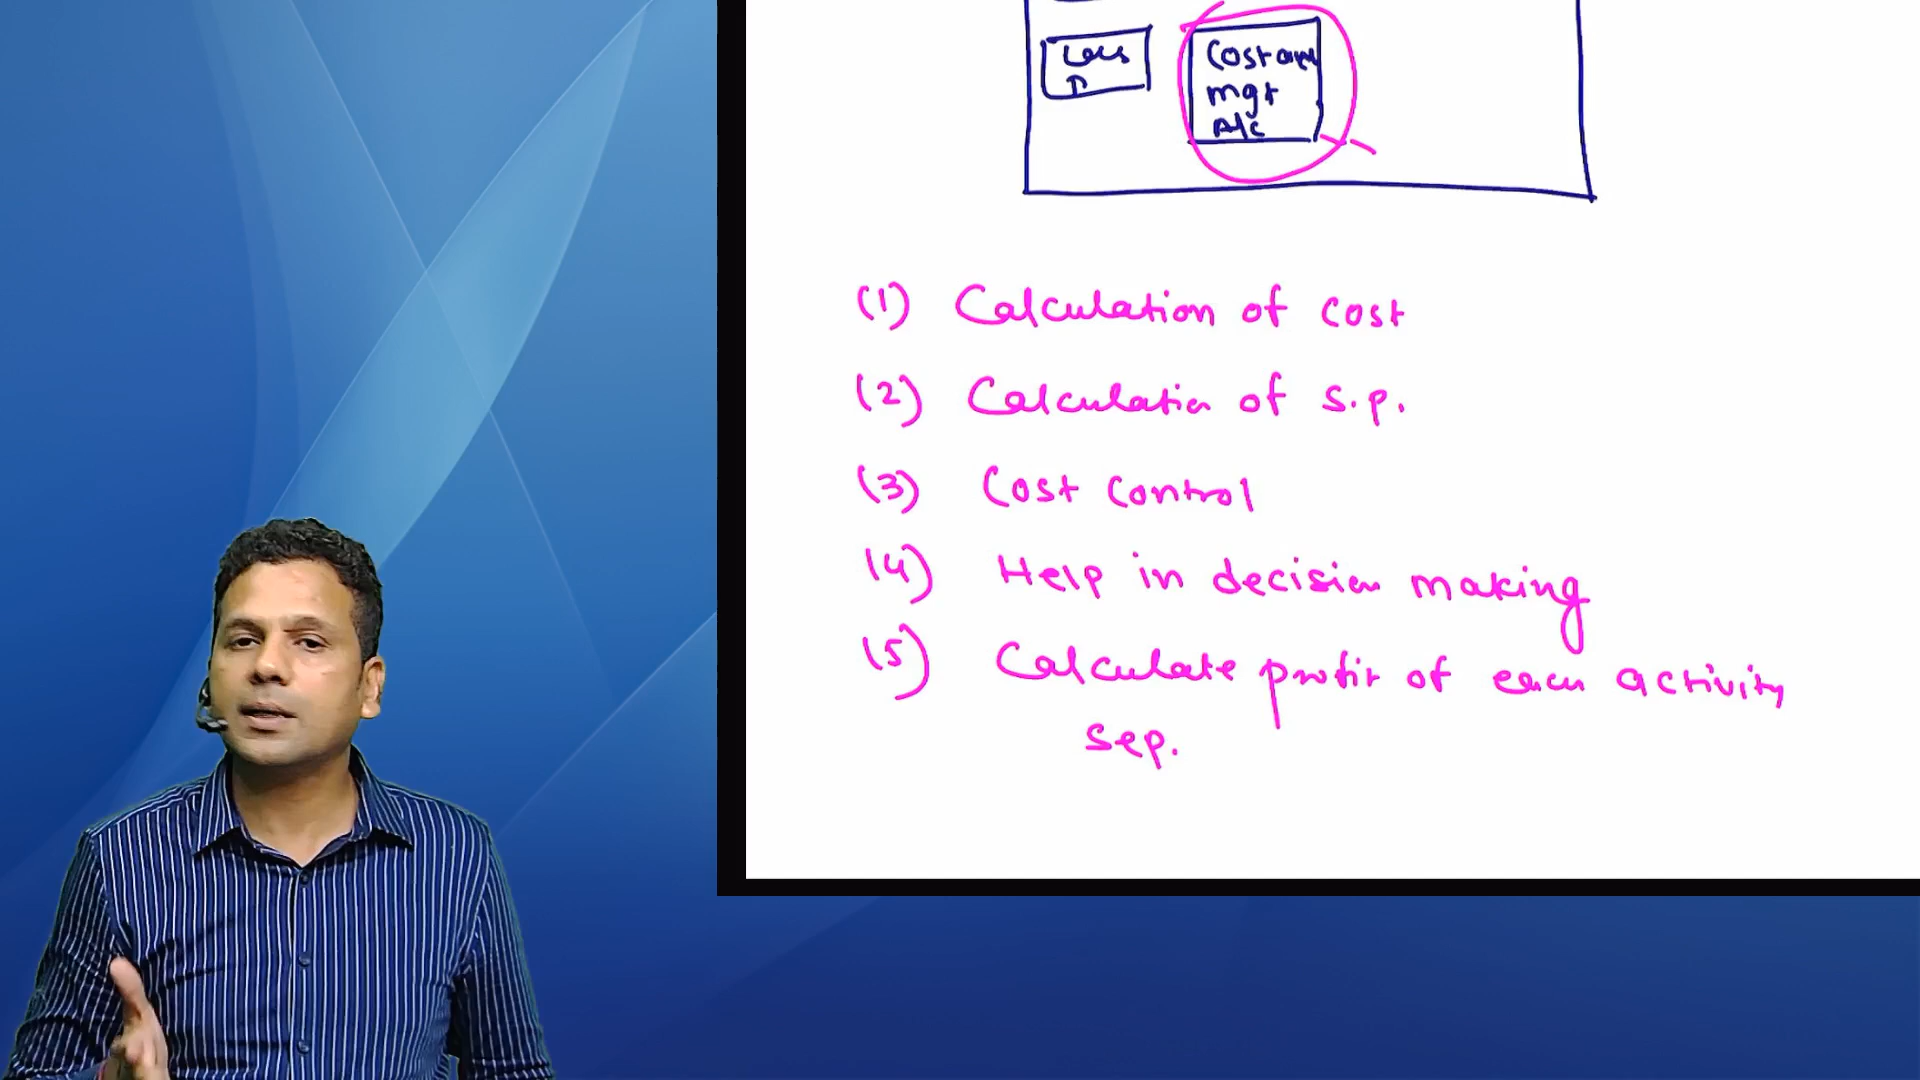 Cost and
mgt
A/c
(1) Calculation of cost
(2) Calculation of s.p.
(3) Cost control
(4) Help in decision making
(5) Calculate profit of each activity
sep.